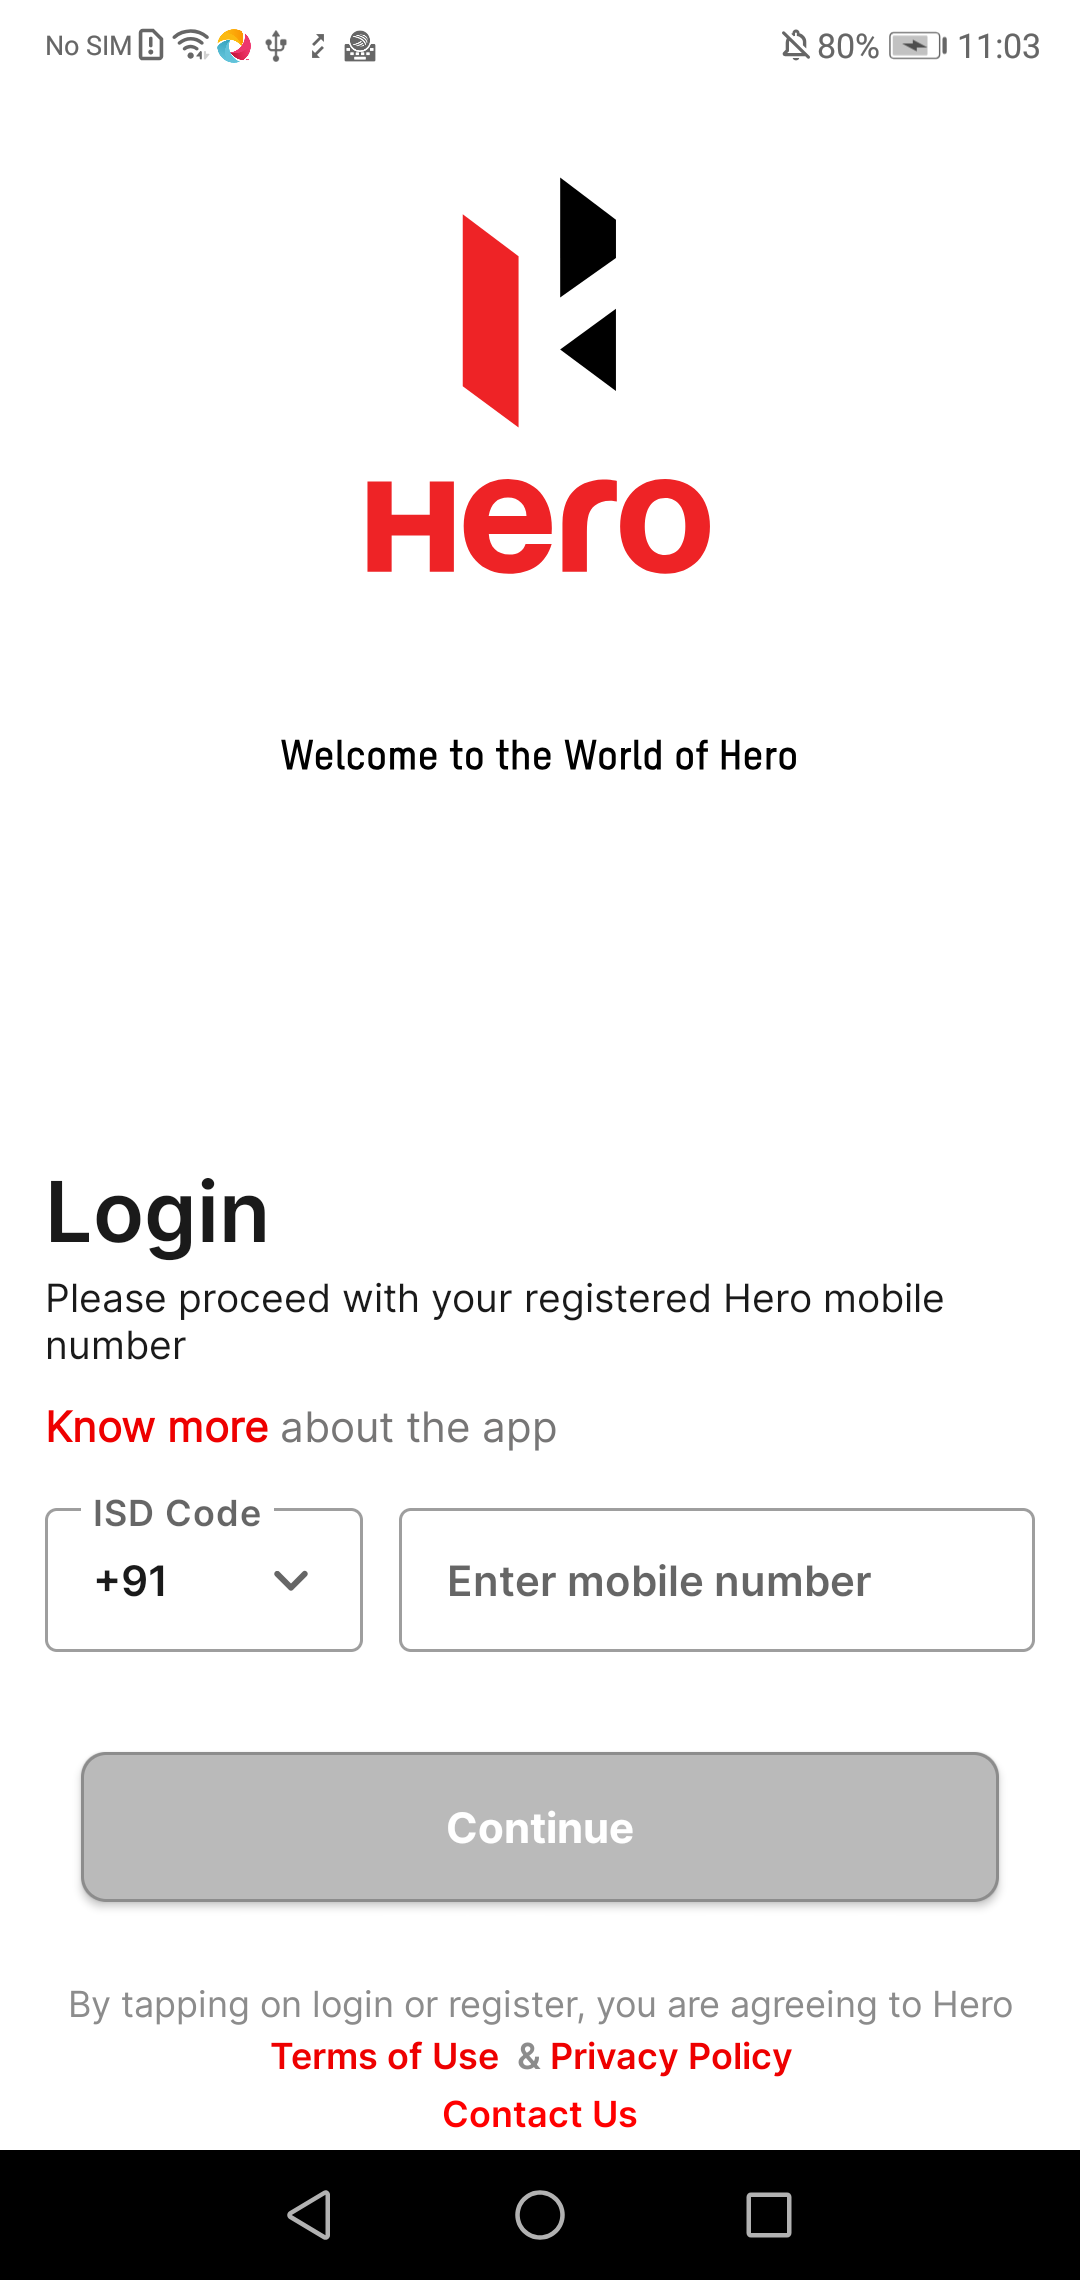 No SIM 80% 11:03
Hero
Welcome to the World of Hero
Login
Please proceed with your registered Hero mobile
number
Know more about the app
ISD Code
+91
Enter mobile number
Continue
By tapping on login or register, you are agreeing to Hero
Terms of Use & Privacy Policy
Contact Us